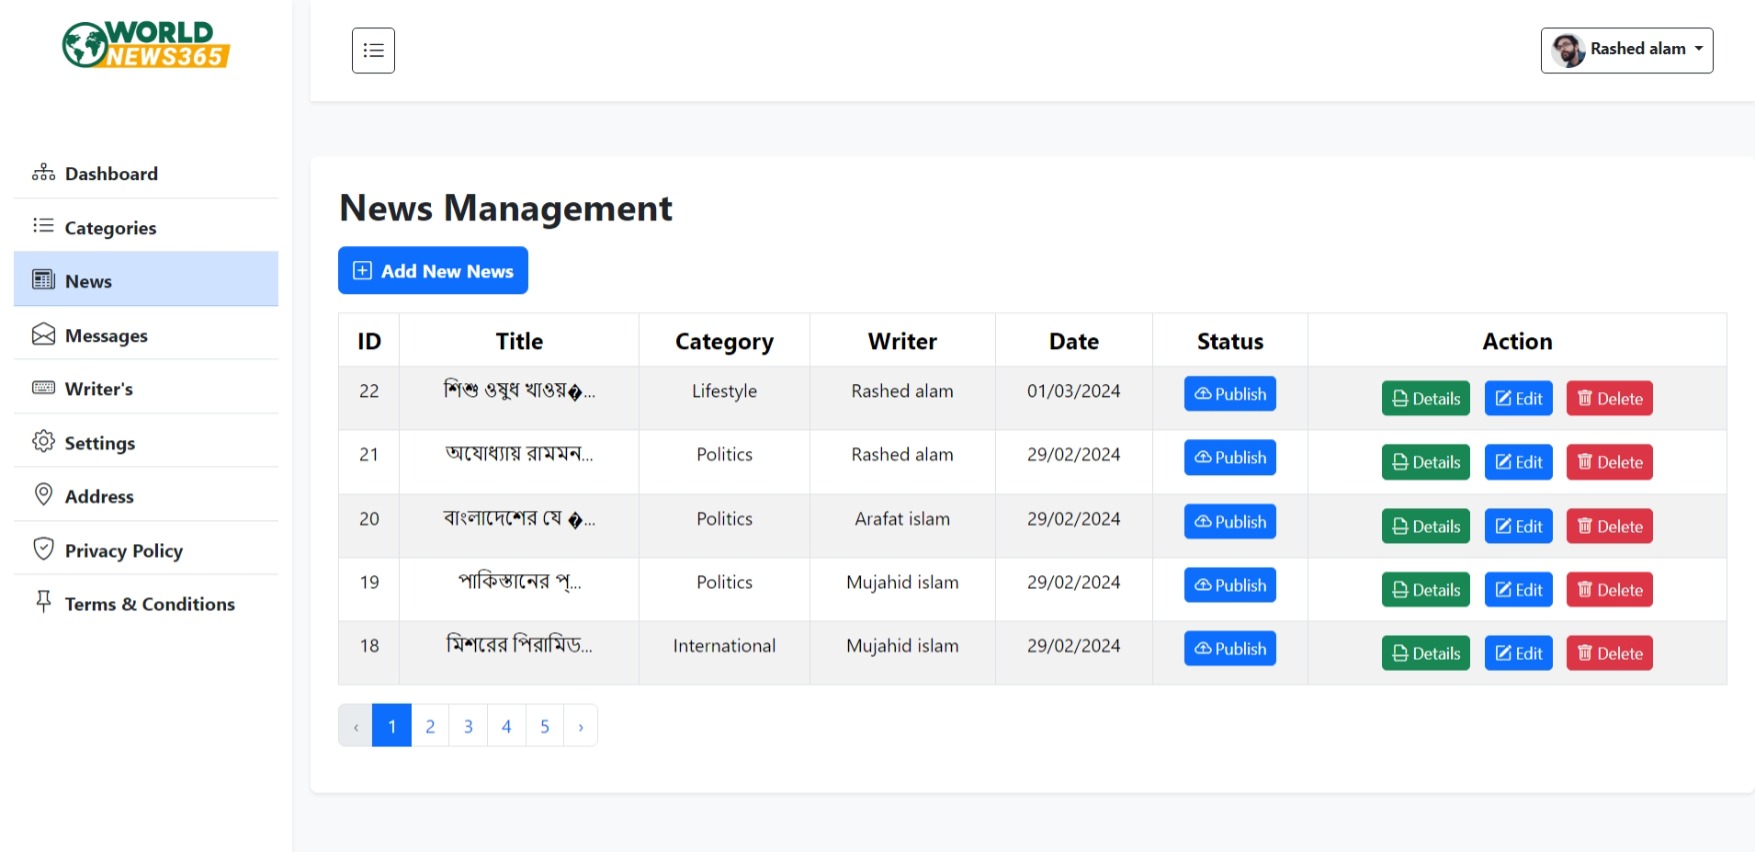 WORLD
NEWS365
Rashed alam
Dashboard
Categories
News
Messages
Writer's
Settings
Address
Privacy Policy
Terms & Conditions
News Management
Add New News
ID Title Category Writer Date Status Action
22 শিশু ওষুধ খাওয়�... Lifestyle Rashed alam 01/03/2024 Publish Details Edit Delete
21 অযোধ্যায় রামমন... Politics Rashed alam 29/02/2024 Publish Details Edit Delete
20 বাংলাদেশের যে �... Politics Arafat islam 29/02/2024 Publish Details Edit Delete
19 পাকিস্তানের প্... Politics Mujahid islam 29/02/2024 Publish Details Edit Delete
18 মিশরের পিরামিড... International Mujahid islam 29/02/2024 Publish Details Edit Delete
‹ 1 2 3 4 5 ›